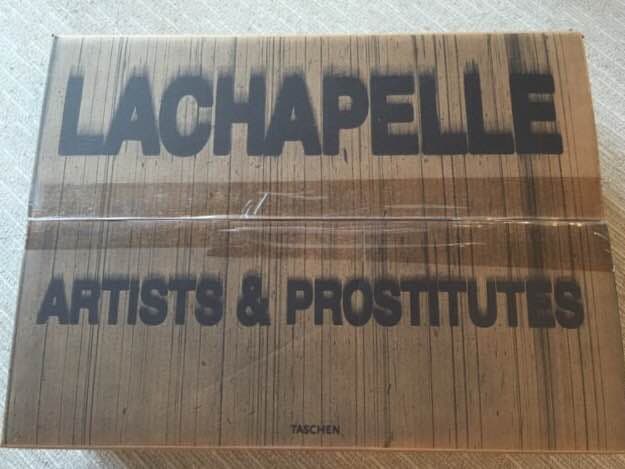 LACHAPELLE
ARTISTS & PROSTITUTES
TASCHEN